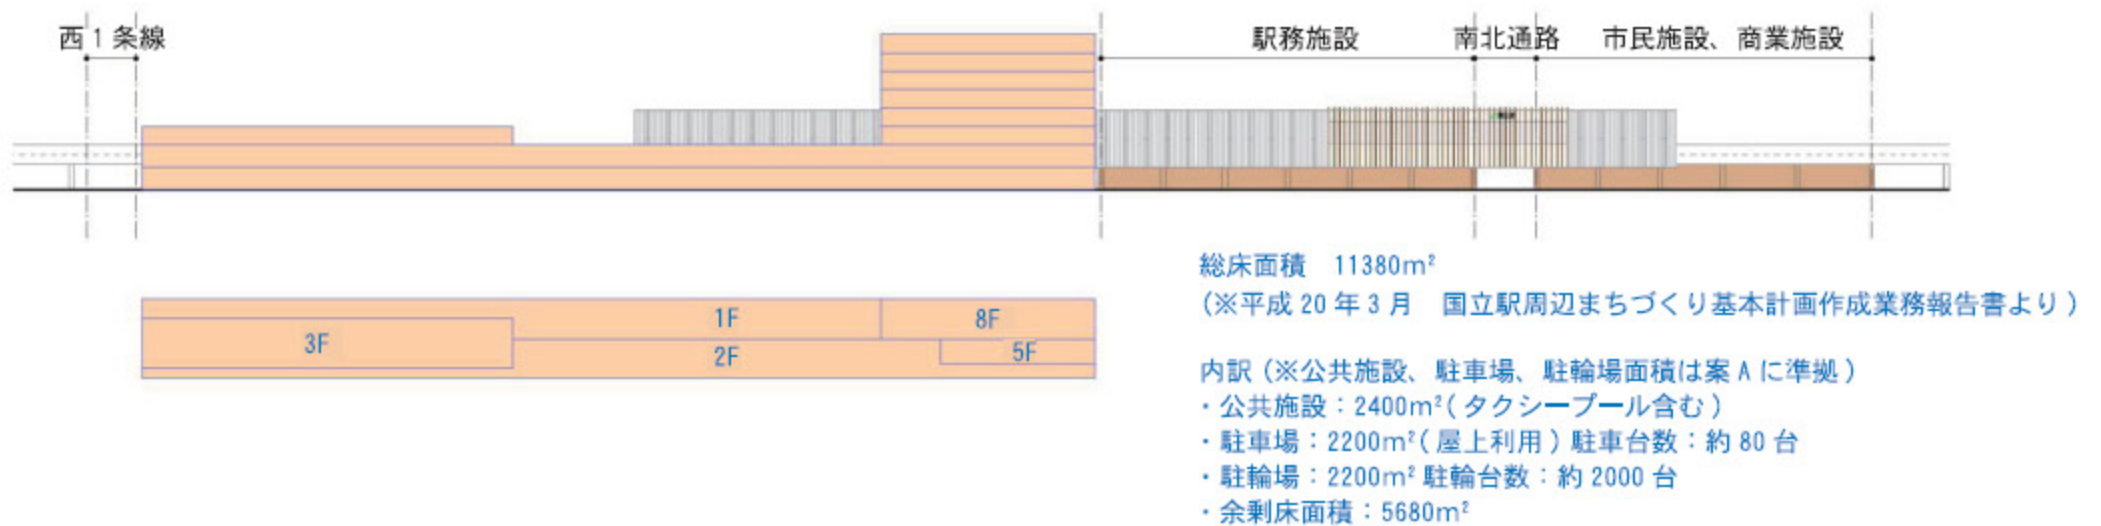 西1条線
駅務施設
南北通路
市民施設、商業施設
1F
8F
3F
2F
5F
総床面積 11380m²
(※平成20年3月 国立駅周辺まちづくり基本計画作成業務報告書より)
内訳(※公共施設、駐車場、駐輪場面積は案Aに準拠)
・公共施設:2400m²(タクシープール含む)
・駐車場:2200m²(屋上利用)駐車台数:約80台
・駐輪場:2200m² 駐輪台数:約2000台
・余剰床面積:5680m²